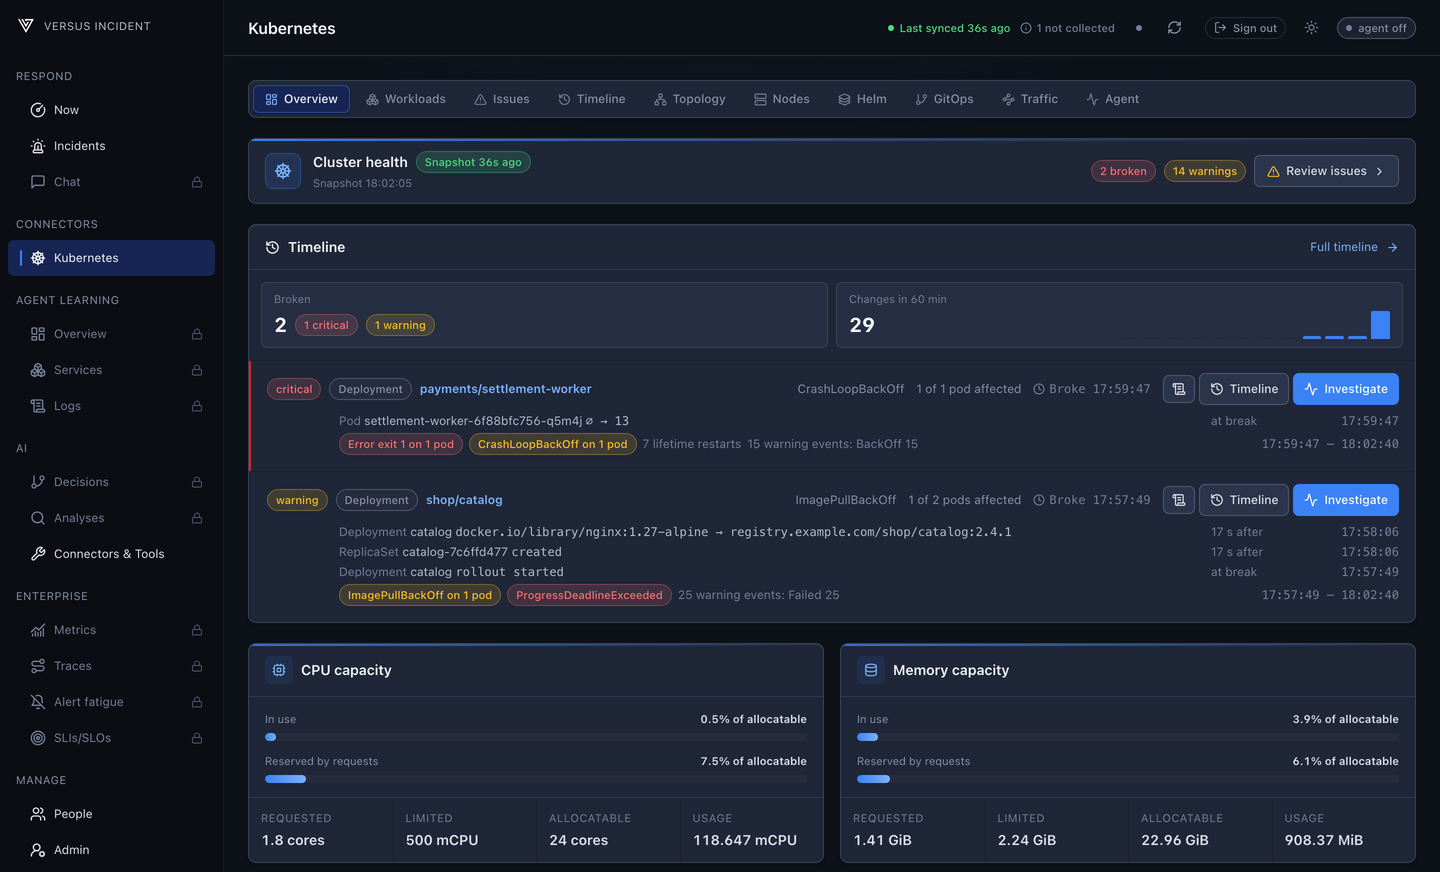 VERSUS INCIDENT
RESPOND
Now
Incidents
Chat
CONNECTORS
Kubernetes
AGENT LEARNING
Overview
Services
Logs
AI
Decisions
Analyses
Connectors & Tools
ENTERPRISE
Metrics
Traces
Alert fatigue
SLIs/SLOs
MANAGE
People
Admin
Kubernetes
Last synced 36s ago 1 not collected Sign out agent off
Overview Workloads Issues Timeline Topology Nodes Helm GitOps Traffic Agent
Cluster health Snapshot 36s ago
Snapshot 18:02:05
2 broken 14 warnings Review issues
Timeline Full timeline
Broken
2 1 critical 1 warning
Changes in 60 min
29
critical Deployment payments/settlement-worker CrashLoopBackOff 1 of 1 pod affected Broke 17:59:47 Timeline Investigate
Pod settlement-worker-6f88bfc756-q5m4j ∅ → 13 at break 17:59:47
Error exit 1 on 1 pod CrashLoopBackOff on 1 pod 7 lifetime restarts 15 warning events: BackOff 15 17:59:47 — 18:02:40
warning Deployment shop/catalog ImagePullBackOff 1 of 2 pods affected Broke 17:57:49 Timeline Investigate
Deployment catalog docker.io/library/nginx:1.27-alpine → registry.example.com/shop/catalog:2.4.1 17 s after 17:58:06
ReplicaSet catalog-7c6ffd477 created 17 s after 17:58:06
Deployment catalog rollout started at break 17:57:49
ImagePullBackOff on 1 pod ProgressDeadlineExceeded 25 warning events: Failed 25 17:57:49 — 18:02:40
CPU capacity
In use 0.5% of allocatable
Reserved by requests 7.5% of allocatable
REQUESTED LIMITED ALLOCATABLE USAGE
1.8 cores 500 mCPU 24 cores 118.647 mCPU
Memory capacity
In use 3.9% of allocatable
Reserved by requests 6.1% of allocatable
REQUESTED LIMITED ALLOCATABLE USAGE
1.41 GiB 2.24 GiB 22.96 GiB 908.37 MiB